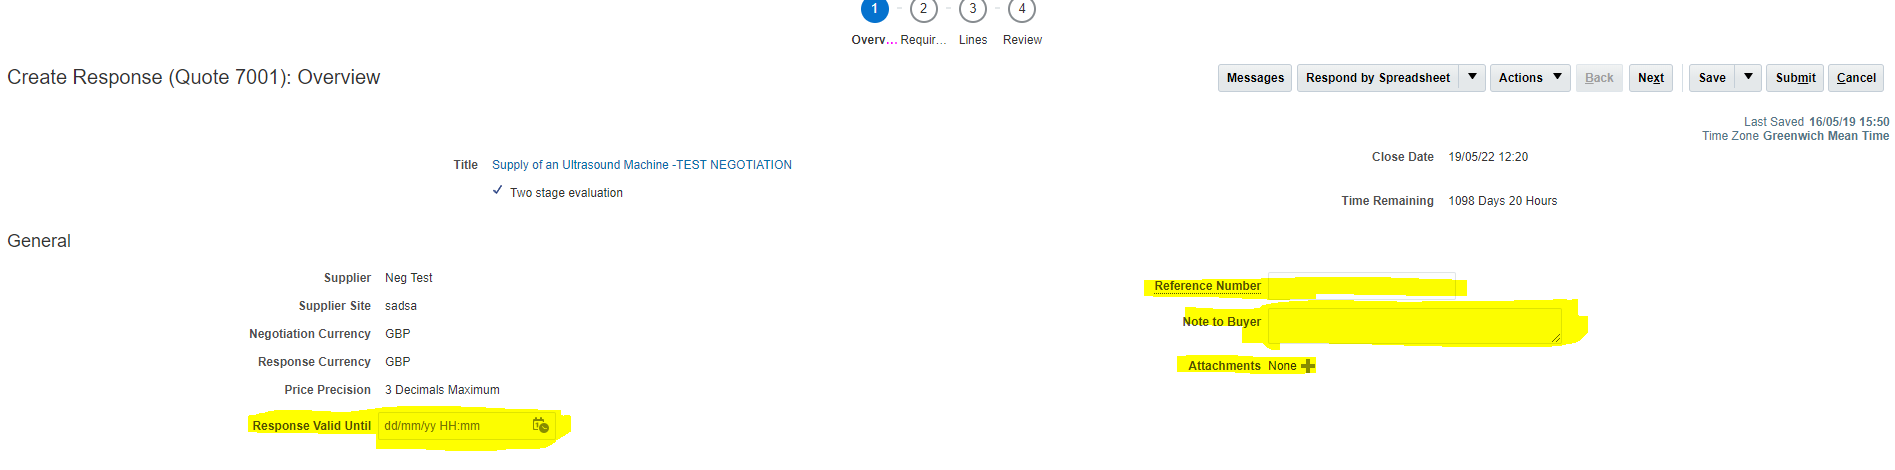 1 2 3 4
Overv... Requir... Lines Review
Create Response (Quote 7001): Overview
Messages Respond by Spreadsheet Actions Back Next Save Submit Cancel
Last Saved 16/05/19 15:50
Time Zone Greenwich Mean Time
Title Supply of an Ultrasound Machine -TEST NEGOTIATION
Close Date 19/05/22 12:20
Two stage evaluation
Time Remaining 1098 Days 20 Hours
General
Supplier Neg Test
Reference Number
Supplier Site sadsa
Note to Buyer
Negotiation Currency GBP
Response Currency GBP
Attachments None
Price Precision 3 Decimals Maximum
Response Valid Until dd/mm/yy HH:mm